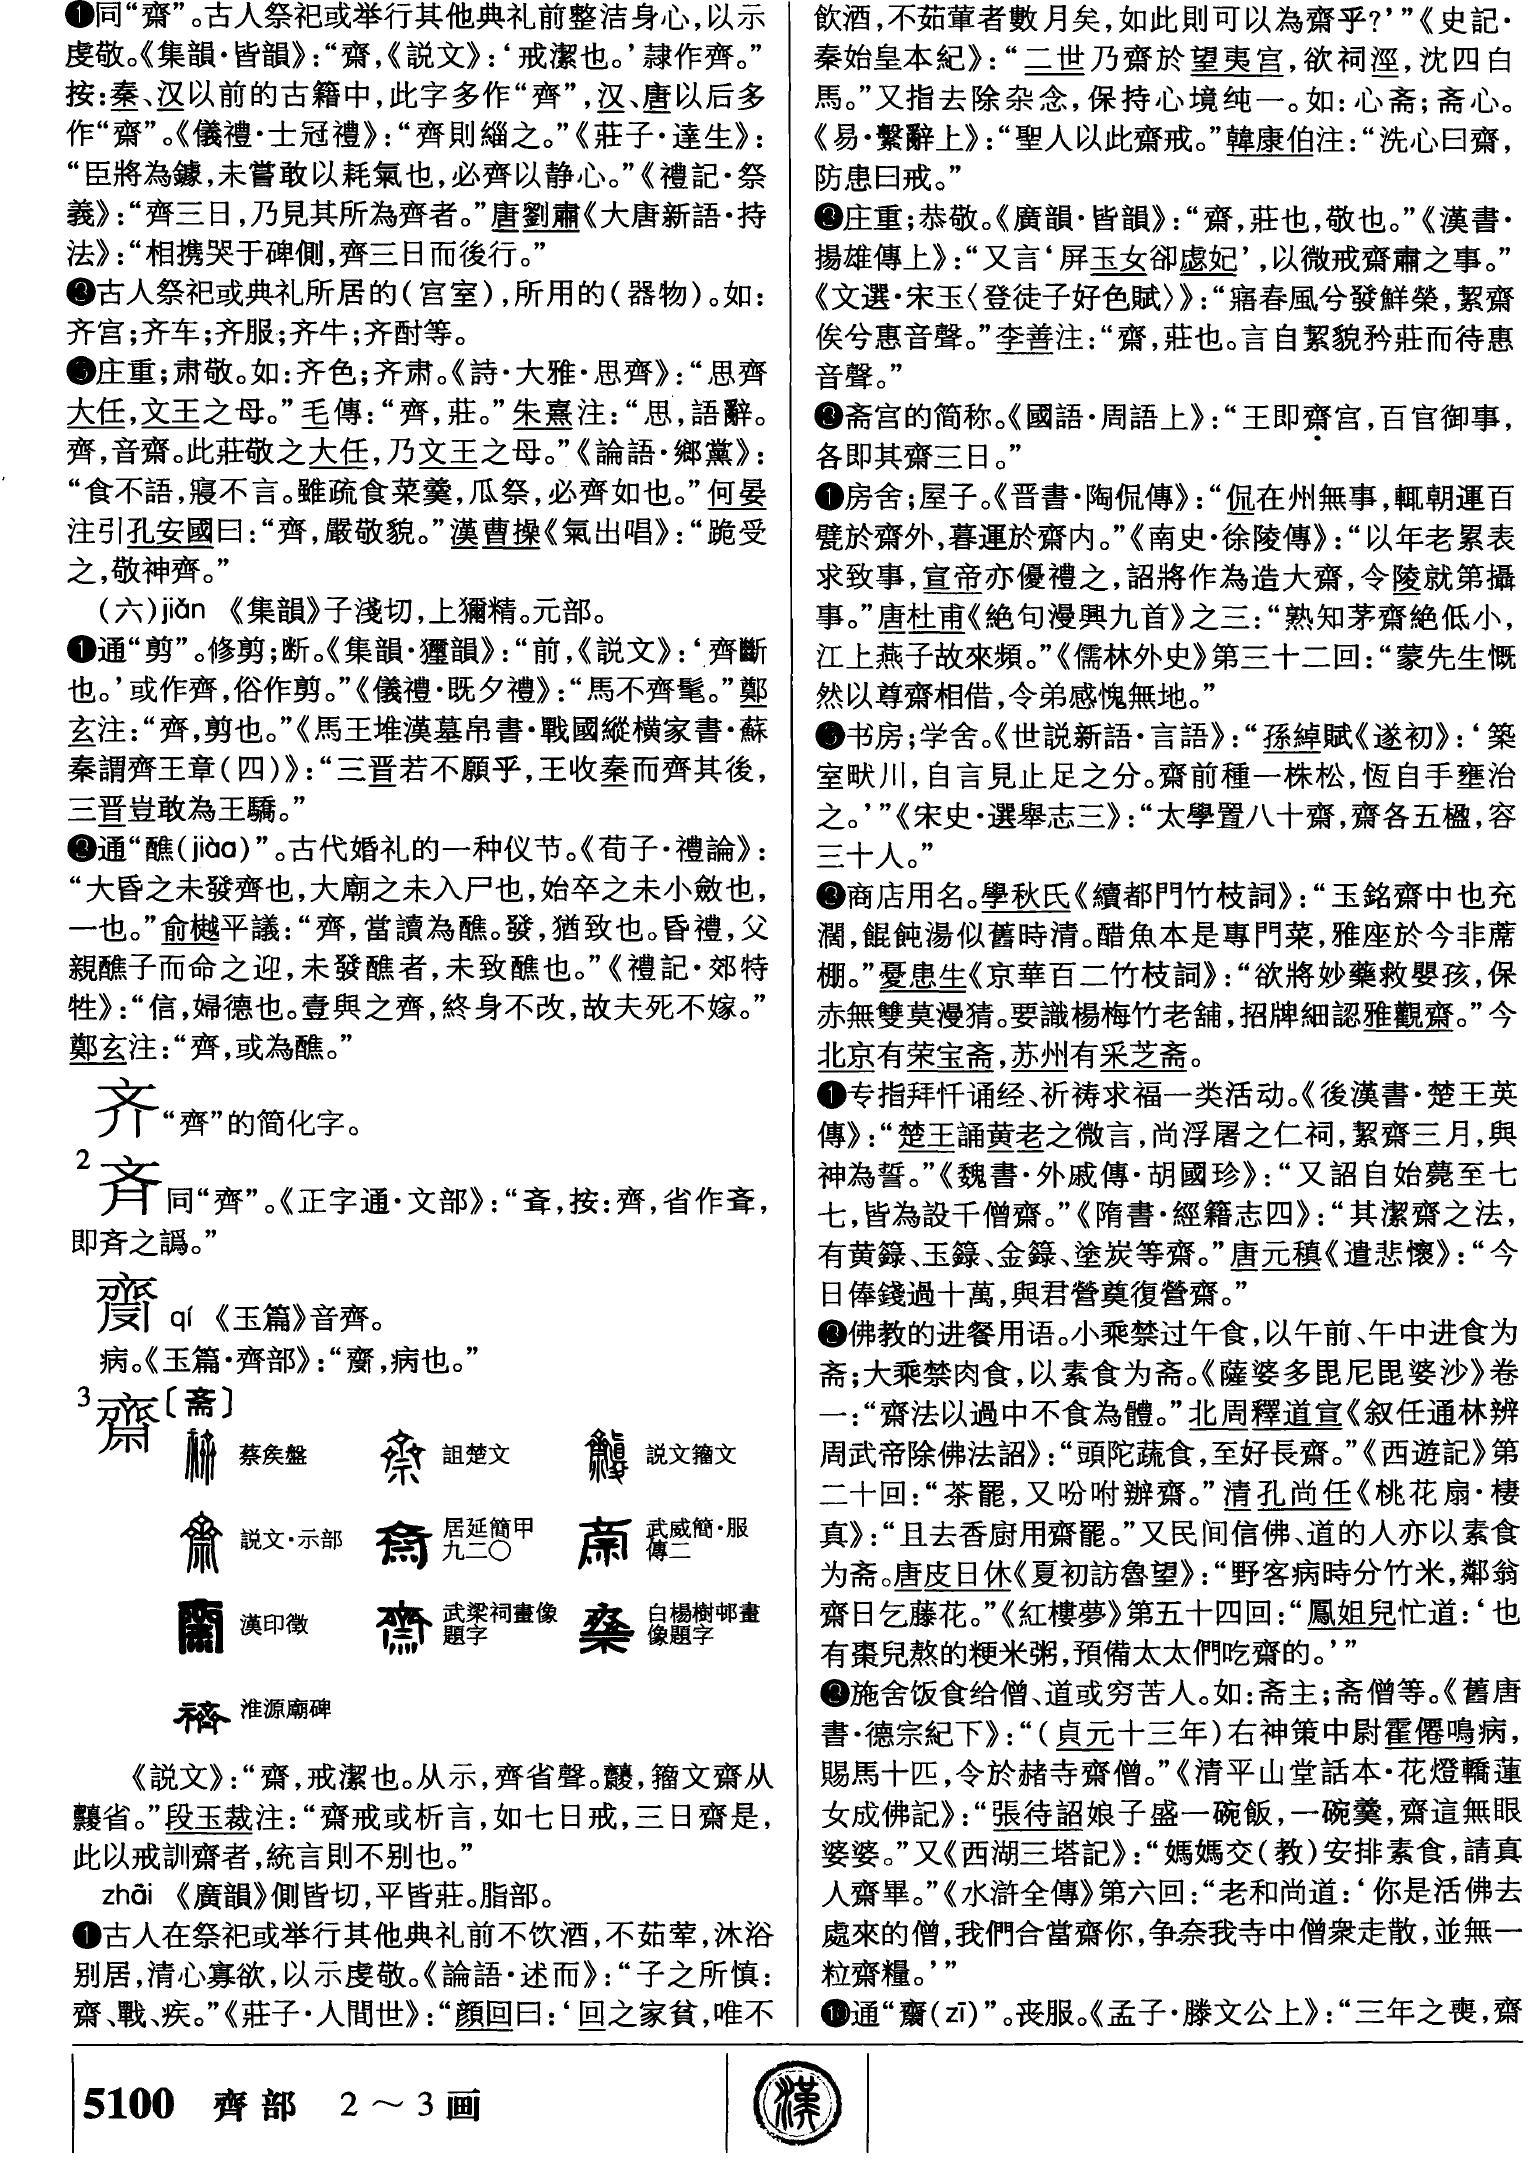 ❶同“齋”。古人祭祀或举行其他典礼前整洁身心,以示
虔敬。《集韻·皆韻》:“齋,《説文》:‘戒潔也。’隸作齊。”
按:秦、汉以前的古籍中,此字多作“齊”,汉、唐以后多
作“齋”。《儀禮·士冠禮》:“齊則緇之。”《莊子·達生》:
“臣將為鐻,未嘗敢以耗氣也,必齊以静心。”《禮記·祭
義》:“齊三日,乃見其所為齊者。”唐劉肅《大唐新語·持
法》:“相携哭于碑側,齊三日而後行。”
❷古人祭祀或典礼所居的(宫室),所用的(器物)。如:
齐宫;齐车;齐服;齐牛;齐酎等。
❸庄重;肃敬。如:齐色;齐肃。《詩·大雅·思齊》:“思齊
大任,文王之母。”毛傳:“齊,莊。”朱熹注:“思,語辭。
齊,音齋。此莊敬之大任,乃文王之母。”《論語·鄉黨》:
“食不語,寢不言。雖疏食菜羹,瓜祭,必齊如也。”何晏
注引孔安國曰:“齊,嚴敬貌。”漢曹操《氣出唱》:“跪受
之,敬神齊。”
(六)jiǎn 《集韻》子淺切,上獮精。元部。
❶通“剪”。修剪;断。《集韻·獮韻》:“前,《説文》:‘齊斷
也。’或作齊,俗作剪。”《儀禮·既夕禮》:“馬不齊髦。”鄭
玄注:“齊,剪也。”《馬王堆漢墓帛書·戰國縱横家書·蘇
秦謂齊王章(四)》:“三晋若不願乎,王收秦而齊其後,
三晋豈敢為王驕。”
❷通“醮(jiào)”。古代婚礼的一种仪节。《荀子·禮論》:
“大昏之未發齊也,大廟之未入尸也,始卒之未小斂也,
一也。”俞樾平議:“齊,當讀為醮。發,猶致也。昏禮,父
親醮子而命之迎,未發醮者,未致醮也。”《禮記·郊特
牲》:“信,婦德也。壹與之齊,終身不改,故夫死不嫁。”
鄭玄注:“齊,或為醮。”
齐 “齊”的简化字。
2 斉 同“齊”。《正字通·文部》:“斖,按:齊,省作斖,
即斉之譌。”
齌 qí 《玉篇》音齊。
病。《玉篇·齊部》:“齌,病也。”
3 齋〔斋〕
蔡矦盤 詛楚文 説文籀文
説文·示部 居延簡甲九二〇 武威簡·服傳二
漢印徵 武梁祠畫像題字 白楊樹邨畫像題字
淮源廟碑
《説文》:“齋,戒潔也。从示,齊省聲。𪗓,籀文齋从
省。”段玉裁注:“齋戒或析言,如七日戒,三日齋是,
此以戒訓齋者,統言則不别也。”
zhāi 《廣韻》側皆切,平皆莊。脂部。
❶古人在祭祀或举行其他典礼前不饮酒,不茹荤,沐浴
别居,清心寡欲,以示虔敬。《論語·述而》:“子之所慎:
齋、戰、疾。”《莊子·人間世》:“顔回曰:‘回之家貧,唯不
飲酒,不茹葷者數月矣,如此則可以為齋乎?’”《史記·
秦始皇本紀》:“二世乃齋於望夷宫,欲祠涇,沈四白
馬。”又指去除杂念,保持心境纯一。如:心斋;斋心。
《易·繫辭上》:“聖人以此齋戒。”韓康伯注:“洗心曰齋,
防患曰戒。”
❷庄重;恭敬。《廣韻·皆韻》:“齋,莊也,敬也。”《漢書·
揚雄傳上》:“又言‘屏玉女卻虙妃’,以微戒齋肅之事。”
《文選·宋玉〈登徒子好色賦〉》:“寤春風兮發鮮榮,絜齋
俟兮惠音聲。”李善注:“齋,莊也。言自絜貌矜莊而待惠
音聲。”
❸斋宫的简称。《國語·周語上》:“王即齋宫,百官御事,
各即其齋三日。”
❹房舍;屋子。《晋書·陶侃傳》:“侃在州無事,輒朝運百
甓於齋外,暮運於齋内。”《南史·徐陵傳》:“以年老累表
求致事,宣帝亦優禮之,詔將作為造大齋,令陵就第攝
事。”唐杜甫《絶句漫興九首》之三:“熟知茅齋絶低小,
江上燕子故來頻。”《儒林外史》第三十二回:“蒙先生慨
然以尊齋相借,令弟感愧無地。”
❺书房;学舍。《世説新語·言語》:“孫綽賦《遂初》:‘築
室畎川,自言見止足之分。齋前種一株松,恆自手壅治
之。’”《宋史·選舉志三》:“太學置八十齋,齋各五楹,容
三十人。”
❻商店用名。學秋氏《續都門竹枝詞》:“玉銘齋中也充
濶,餛飩湯似舊時清。醋魚本是專門菜,雅座於今非蓆
棚。”憂患生《京華百二竹枝詞》:“欲將妙藥救嬰孩,保
赤無雙莫漫猜。要識楊梅竹老舖,招牌細認雅觀齋。”今
北京有荣宝斋,苏州有采芝斋。
❼专指拜忏诵经、祈祷求福一类活动。《後漢書·楚王英
傳》:“楚王誦黄老之微言,尚浮屠之仁祠,絜齋三月,與
神為誓。”《魏書·外戚傳·胡國珍》:“又詔自始薨至七
七,皆為設千僧齋。”《隋書·經籍志四》:“其潔齋之法,
有黄籙、玉籙、金籙、塗炭等齋。”唐元稹《遣悲懷》:“今
日俸錢過十萬,與君營奠復營齋。”
❽佛教的进餐用语。小乘禁过午食,以午前、午中进食为
斋;大乘禁肉食,以素食为斋。《薩婆多毘尼毘婆沙》卷
一:“齋法以過中不食為體。”北周釋道宣《叙任通林辨
周武帝除佛法詔》:“頭陀蔬食,至好長齋。”《西遊記》第
二十回:“茶罷,又吩咐辦齋。”清孔尚任《桃花扇·棲
真》:“且去香厨用齋罷。”又民间信佛、道的人亦以素食
为斋。唐皮日休《夏初訪魯望》:“野客病時分竹米,鄰翁
齋日乞藤花。”《紅樓夢》第五十四回:“鳳姐兒忙道:‘也
有棗兒熬的粳米粥,預備太太們吃齋的。’”
❾施舍饭食给僧、道或穷苦人。如:斋主;斋僧等。《舊唐
書·德宗紀下》:“(貞元十三年)右神策中尉霍僊鳴病,
賜馬十匹,令於赭寺齋僧。”《清平山堂話本·花燈轎蓮
女成佛記》:“張待詔娘子盛一碗飯,一碗羹,齋這無眼
婆婆。”又《西湖三塔記》:“媽媽交(教)安排素食,請真
人齋畢。”《水滸全傳》第六回:“老和尚道:‘你是活佛去
處來的僧,我們合當齋你,争奈我寺中僧衆走散,並無一
粒齋糧。’”
❿通“齎(zī)”。丧服。《孟子·滕文公上》:“三年之喪,齋
5100 齊部 2～3画
漢